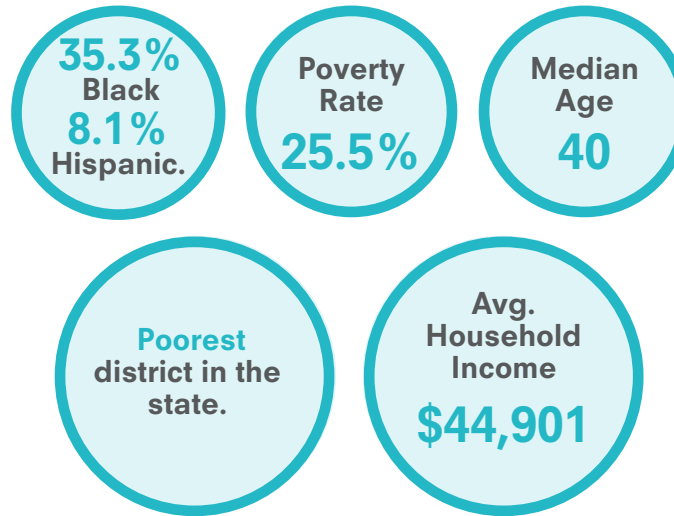 35.3%
Black
8.1%
Hispanic.
Poverty
Rate
25.5%
Median
Age
40
Poorest
district in the
state.
Avg.
Household
Income
$44,901